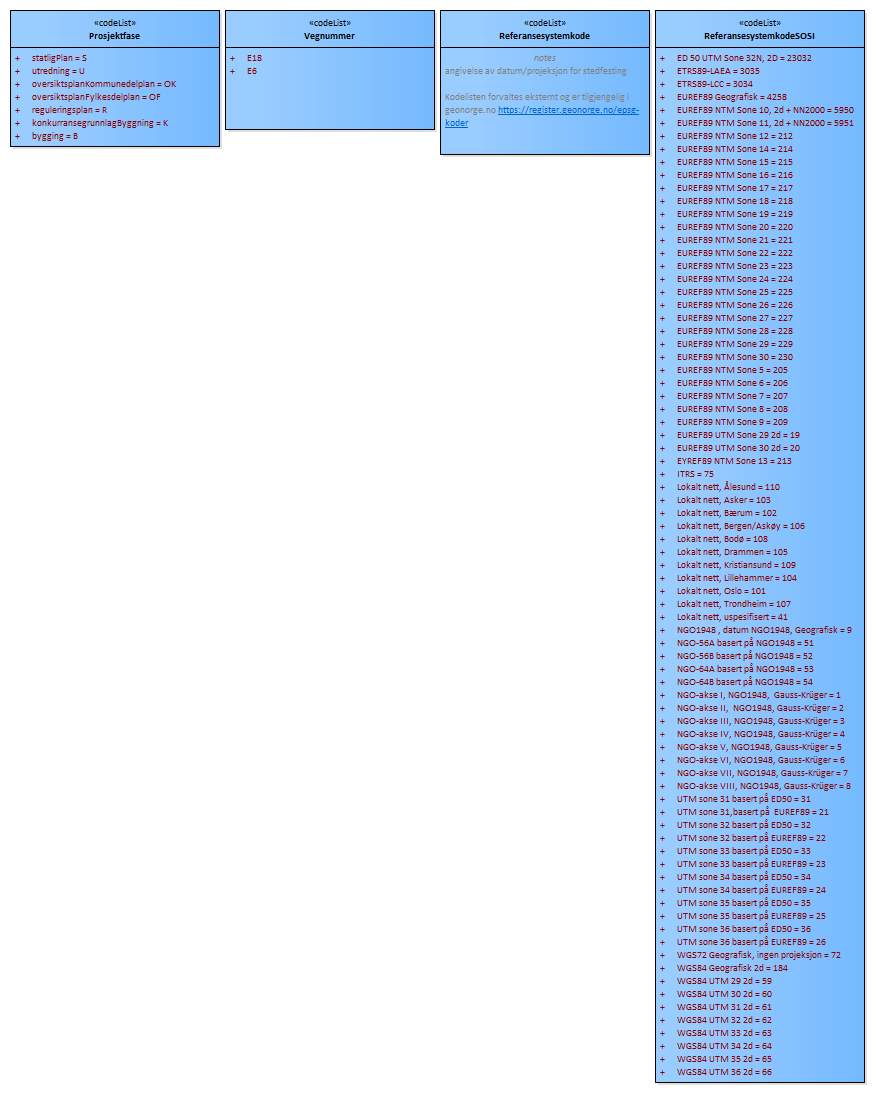 «codeList»
Prosjektfase
+ statligPlan = S
+ utredning = U
+ oversiktsplanKommunedelplan = OK
+ oversiktsplanFylkesdelplan = OF
+ reguleringsplan = R
+ konkurransegrunnlagByggning = K
+ bygging = B
«codeList»
Vegnummer
+ E18
+ E6
«codeList»
Referansesystemkode
notes
angivelse av datum/projeksjon for stedfesting
Kodelisten forvaltes eksternt og er tilgjengelig i
geonorge.no https://register.geonorge.no/epsg-
koder
«codeList»
ReferansesystemkodeSOSI
+ ED 50 UTM Sone 32N, 2D = 23032
+ ETRS89-LAEA = 3035
+ ETRS89-LCC = 3034
+ EUREF89 Geografisk = 4258
+ EUREF89 NTM Sone 10, 2d + NN2000 = 5950
+ EUREF89 NTM Sone 11, 2d + NN2000 = 5951
+ EUREF89 NTM Sone 12 = 212
+ EUREF89 NTM Sone 14 = 214
+ EUREF89 NTM Sone 15 = 215
+ EUREF89 NTM Sone 16 = 216
+ EUREF89 NTM Sone 17 = 217
+ EUREF89 NTM Sone 18 = 218
+ EUREF89 NTM Sone 19 = 219
+ EUREF89 NTM Sone 20 = 220
+ EUREF89 NTM Sone 21 = 221
+ EUREF89 NTM Sone 22 = 222
+ EUREF89 NTM Sone 23 = 223
+ EUREF89 NTM Sone 24 = 224
+ EUREF89 NTM Sone 25 = 225
+ EUREF89 NTM Sone 26 = 226
+ EUREF89 NTM Sone 27 = 227
+ EUREF89 NTM Sone 28 = 228
+ EUREF89 NTM Sone 29 = 229
+ EUREF89 NTM Sone 30 = 230
+ EUREF89 NTM Sone 5 = 205
+ EUREF89 NTM Sone 6 = 206
+ EUREF89 NTM Sone 7 = 207
+ EUREF89 NTM Sone 8 = 208
+ EUREF89 NTM Sone 9 = 209
+ EUREF89 UTM Sone 29 2d = 19
+ EUREF89 UTM Sone 30 2d = 20
+ EYREF89 NTM Sone 13 = 213
+ ITRS = 75
+ Lokalt nett, Ålesund = 110
+ Lokalt nett, Asker = 103
+ Lokalt nett, Bærum = 102
+ Lokalt nett, Bergen/Askøy = 106
+ Lokalt nett, Bodø = 108
+ Lokalt nett, Drammen = 105
+ Lokalt nett, Kristiansund = 109
+ Lokalt nett, Lillehammer = 104
+ Lokalt nett, Oslo = 101
+ Lokalt nett, Trondheim = 107
+ Lokalt nett, uspesifisert = 41
+ NGO1948 , datum NGO1948, Geografisk = 9
+ NGO-56A basert på NGO1948 = 51
+ NGO-56B basert på NGO1948 = 52
+ NGO-64A basert på NGO1948 = 53
+ NGO-64B basert på NGO1948 = 54
+ NGO-akse I, NGO1948, Gauss-Krüger = 1
+ NGO-akse II, NGO1948, Gauss-Krüger = 2
+ NGO-akse III, NGO1948, Gauss-Krüger = 3
+ NGO-akse IV, NGO1948, Gauss-Krüger = 4
+ NGO-akse V, NGO1948, Gauss-Krüger = 5
+ NGO-akse VI, NGO1948, Gauss-Krüger = 6
+ NGO-akse VII, NGO1948, Gauss-Krüger = 7
+ NGO-akse VIII, NGO1948, Gauss-Krüger = 8
+ UTM sone 31 basert på ED50 = 31
+ UTM sone 31,basert på EUREF89 = 21
+ UTM sone 32 basert på ED50 = 32
+ UTM sone 32 basert på EUREF89 = 22
+ UTM sone 33 basert på ED50 = 33
+ UTM sone 33 basert på EUREF89 = 23
+ UTM sone 34 basert på ED50 = 34
+ UTM sone 34 basert på EUREF89 = 24
+ UTM sone 35 basert på ED50 = 35
+ UTM sone 35 basert på EUREF89 = 25
+ UTM sone 36 basert på ED50 = 36
+ UTM sone 36 basert på EUREF89 = 26
+ WGS72 Geografisk, ingen projeksjon = 72
+ WGS84 Geografisk 2d = 184
+ WGS84 UTM 29 2d = 59
+ WGS84 UTM 30 2d = 60
+ WGS84 UTM 31 2d = 61
+ WGS84 UTM 32 2d = 62
+ WGS84 UTM 33 2d = 63
+ WGS84 UTM 34 2d = 64
+ WGS84 UTM 35 2d = 65
+ WGS84 UTM 36 2d = 66